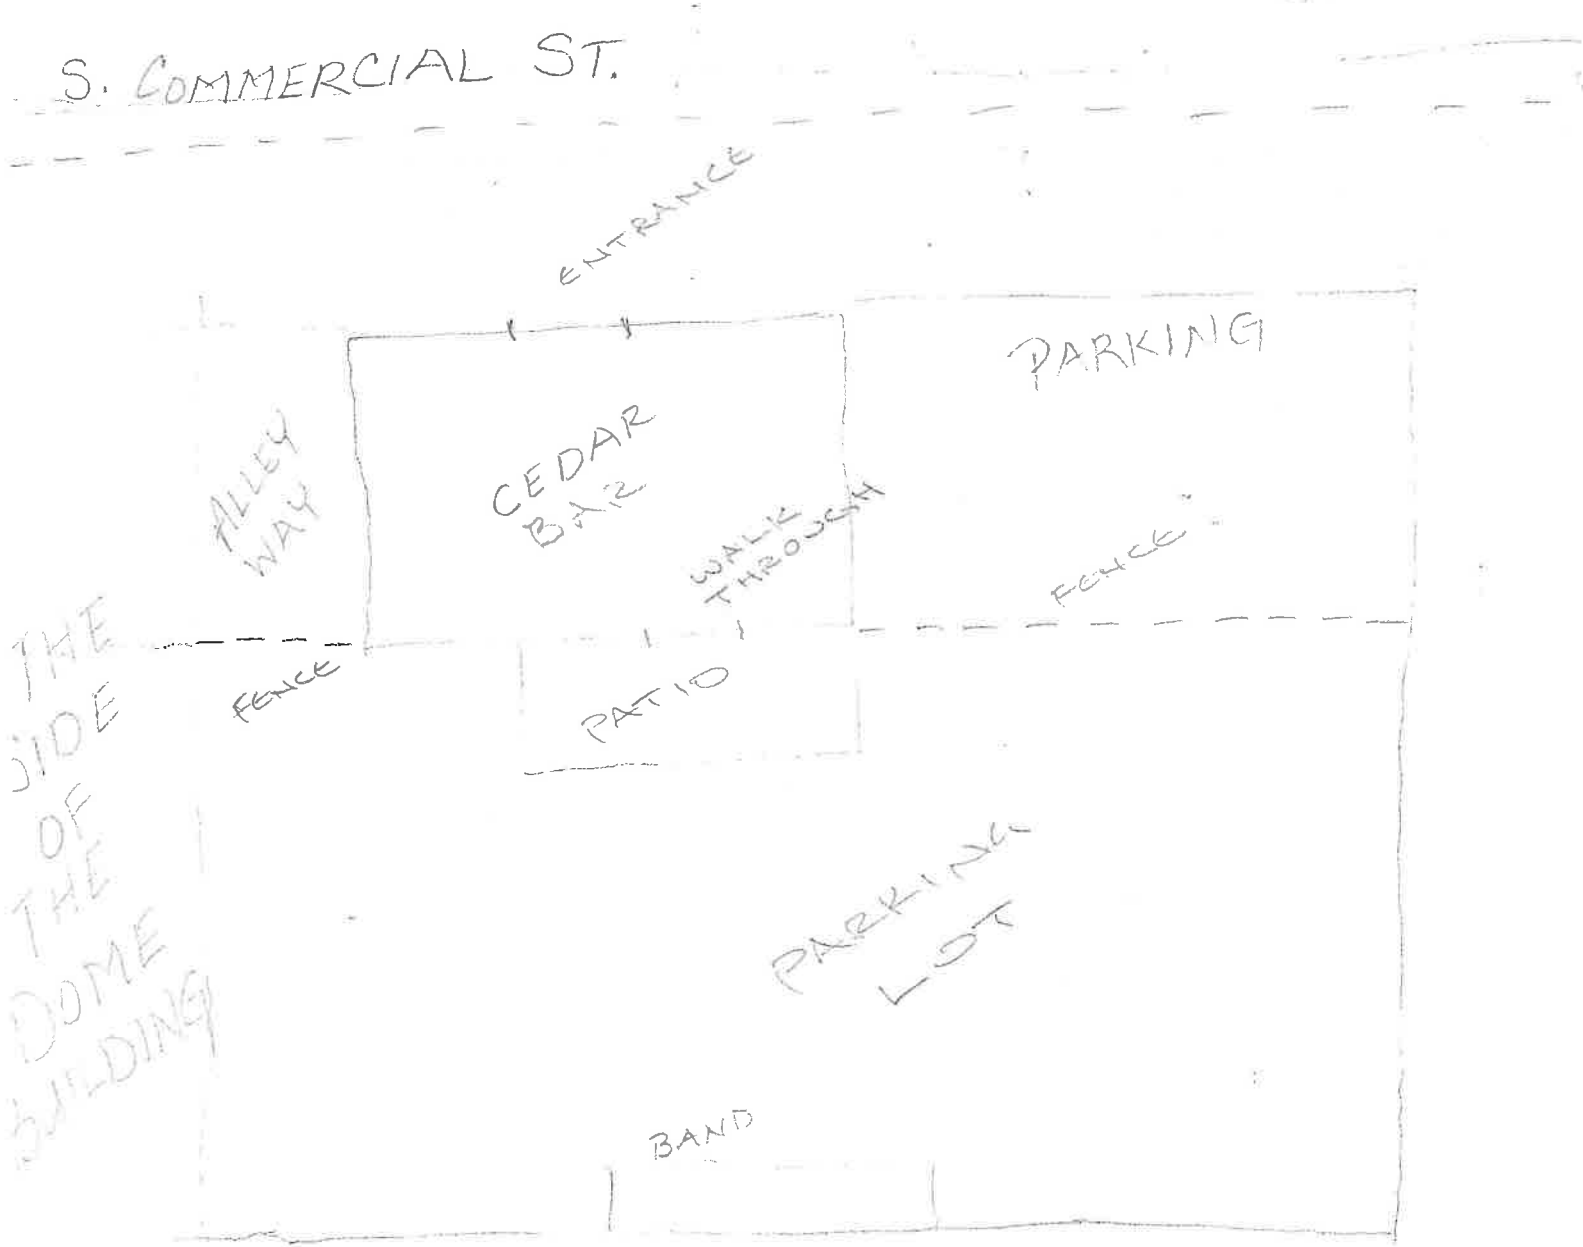 S. COMMERCIAL ST.
ENTRANCE
PARKING
ALLEY
WAY
CEDAR
BAR
WALK
THROUGH
FENCE
THE
SIDE
OF
THE
DOME
BUILDING
FENCE
PATIO
PARKING
LOT
BAND